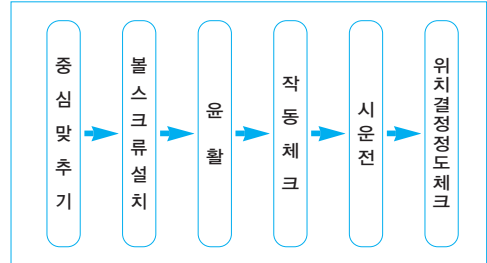 중심맞추기
볼스크류설치
윤활
작동체크
시운전
위치결정정도체크